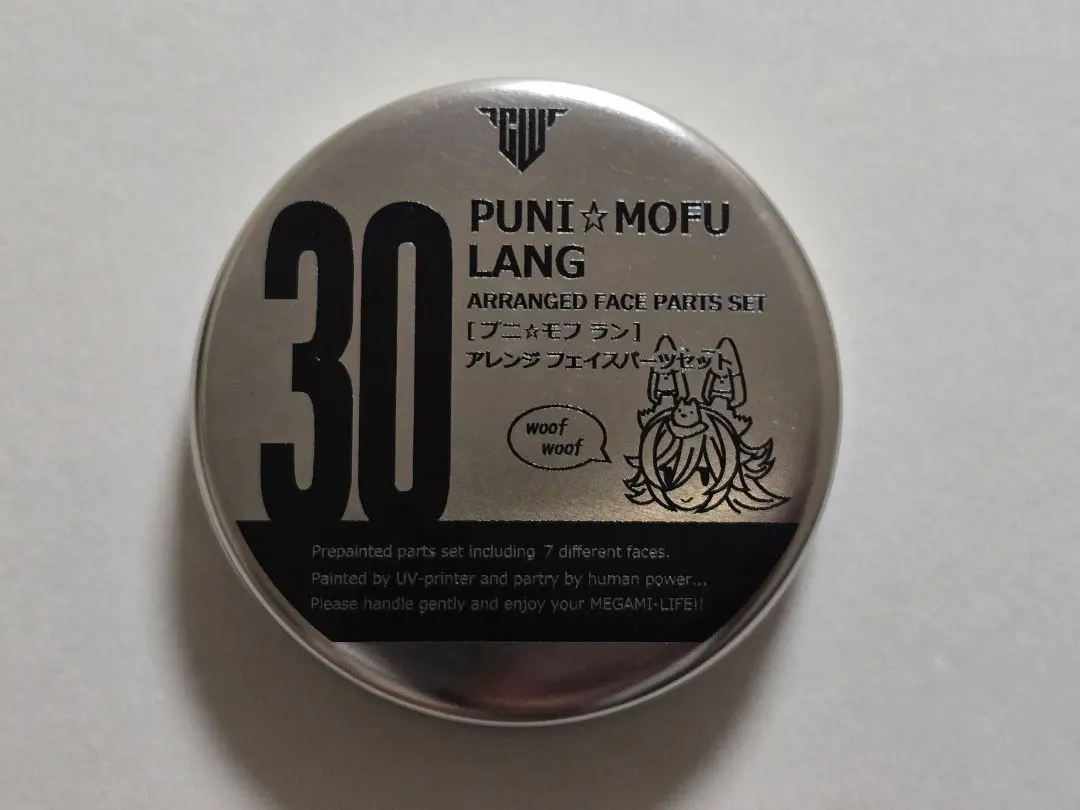 GW
30
PUNI☆MOFU
LANG
ARRANGED FACE PARTS SET
[プニ☆モフ ラン]
アレンジ フェイスパーツセット
woof
woof
Prepainted parts set including 7 different faces.
Painted by UV-printer and partry by human power...
Please handle gently and enjoy your MEGAMI-LIFE!!